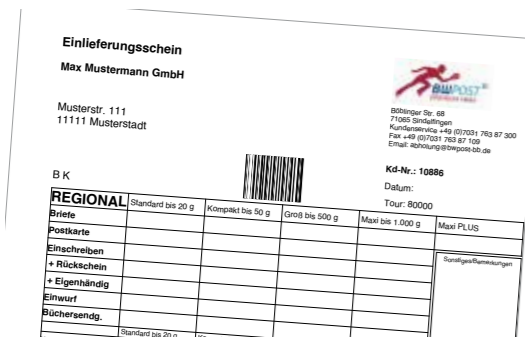 Einlieferungsschein
Max Mustermann GmbH
Musterstr. 111
11111 Musterstadt
BWPOST
Böblinger Str. 68
71065 Sindelfingen
Kundenservice +49 (0)7031 763 87 300
Fax +49 (0)7031 763 87 109
Email: abholung@bwpost-bb.de
Kd-Nr.: 10886
Datum:
Tour: 80000
B K
REGIONAL Standard bis 20 g Kompakt bis 50 g Groß bis 500 g Maxi bis 1.000 g Maxi PLUS
Briefe
Postkarte
Einschreiben
Sonstiges/Bemerkungen
+ Rückschein
+ Eigenhändig
Einwurf
Büchersendg.
Standard bis 20 g